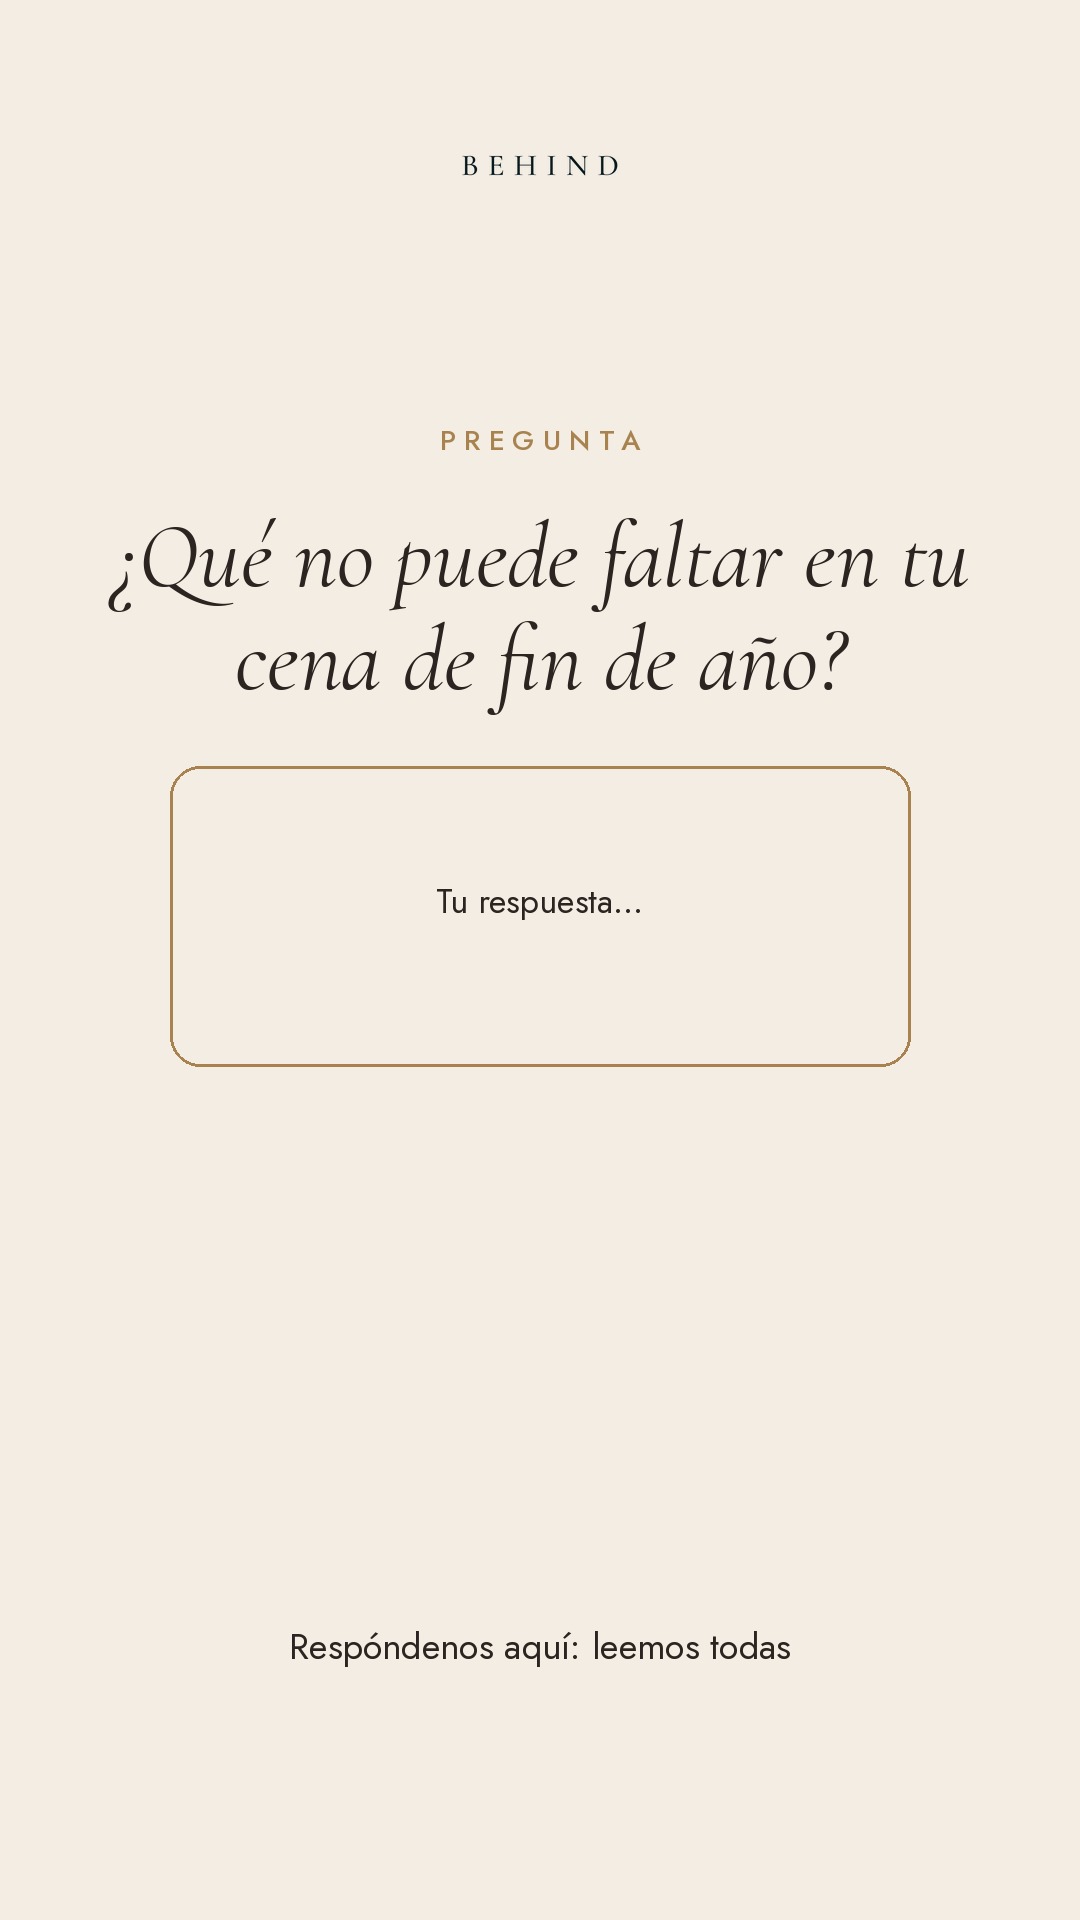 BEHIND
PREGUNTA
¿Qué no puede faltar en tu
cena de fin de año?
Tu respuesta...
Respóndenos aquí: leemos todas